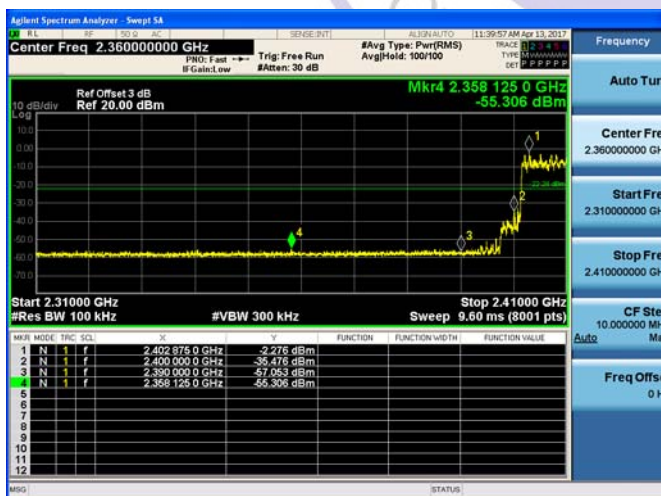 Agilent Spectrum Analyzer - Swept SA
RL RF 50 Ω AC SENSE:INT ALIGN AUTO 11:39:57 AM Apr 13, 2017
Center Freq 2.360000000 GHz
PNO: Fast
IFGain:Low
Trig: Free Run
#Atten: 30 dB
#Avg Type: Pwr(RMS)
Avg|Hold: 100/100
TRACE 1 2 3 4 5 6
TYPE M
DET P P P P P P
Frequency
Mkr4 2.358 125 0 GHz
-55.306 dBm
Ref Offset 3 dB
Ref 20.00 dBm
10 dB/div
Log
10.0
0.00
-10.0
-20.0
-30.0
-40.0
-50.0
-60.0
-70.0
1
2
3
4
-22.28 dBm
Start 2.31000 GHz
Stop 2.41000 GHz
#Res BW 100 kHz
#VBW 300 kHz
Sweep 9.60 ms (8001 pts)
MKR MODE TRC SCL X Y FUNCTION FUNCTION WIDTH FUNCTION VALUE
1 N 1 f 2.402 875 0 GHz -2.276 dBm
2 N 1 f 2.400 000 0 GHz -35.476 dBm
3 N 1 f 2.390 000 0 GHz -57.053 dBm
4 N 1 f 2.358 125 0 GHz -55.306 dBm
5
6
7
8
9
10
11
12
MSG STATUS
Auto Tun
Center Fre
2.360000000 GH
Start Fre
2.310000000 GH
Stop Fre
2.410000000 GH
CF Ste
10.000000 MH
Auto Ma
Freq Offs
0 H